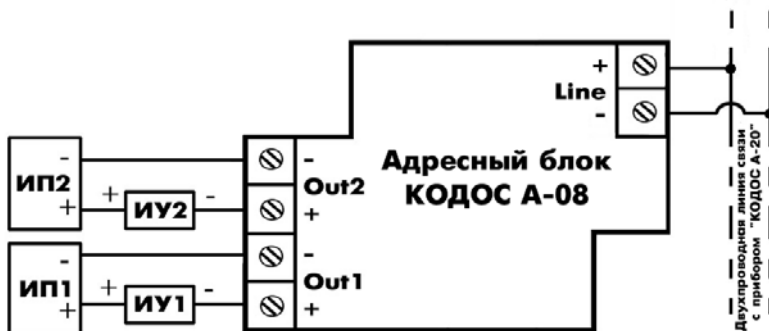 +
Line
-
Адресный блок
КОДОС А-08
-
Out2
+
-
Out1
+
ИП2
-
+
+
ИУ2
-
ИП1
-
+
+
ИУ1
-
Двухпроводная линия связи
с прибором "КОДОС А-20"